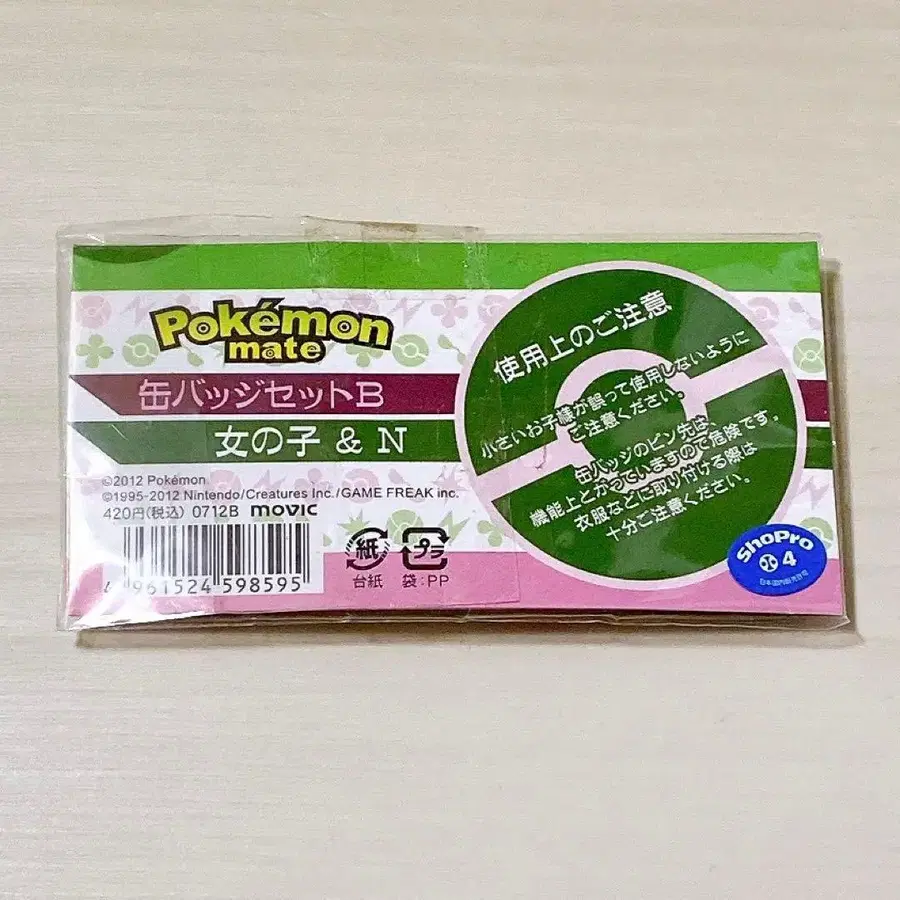 Pokémon
mate
缶バッジセットB
女の子 & N
©2012 Pokémon
©1995-2012 Nintendo/Creatures Inc./GAME FREAK inc.
420円(税込) 0712B movic
961524 598595
紙
台紙
プラ
袋:PP
使用上のご注意
小さいお子様が誤って使用しないように
ご注意ください。
缶バッジのピン先は
機能上とがっていますので危険です。
衣服などに取り付ける際は
十分ご注意ください。
ShoPro
4